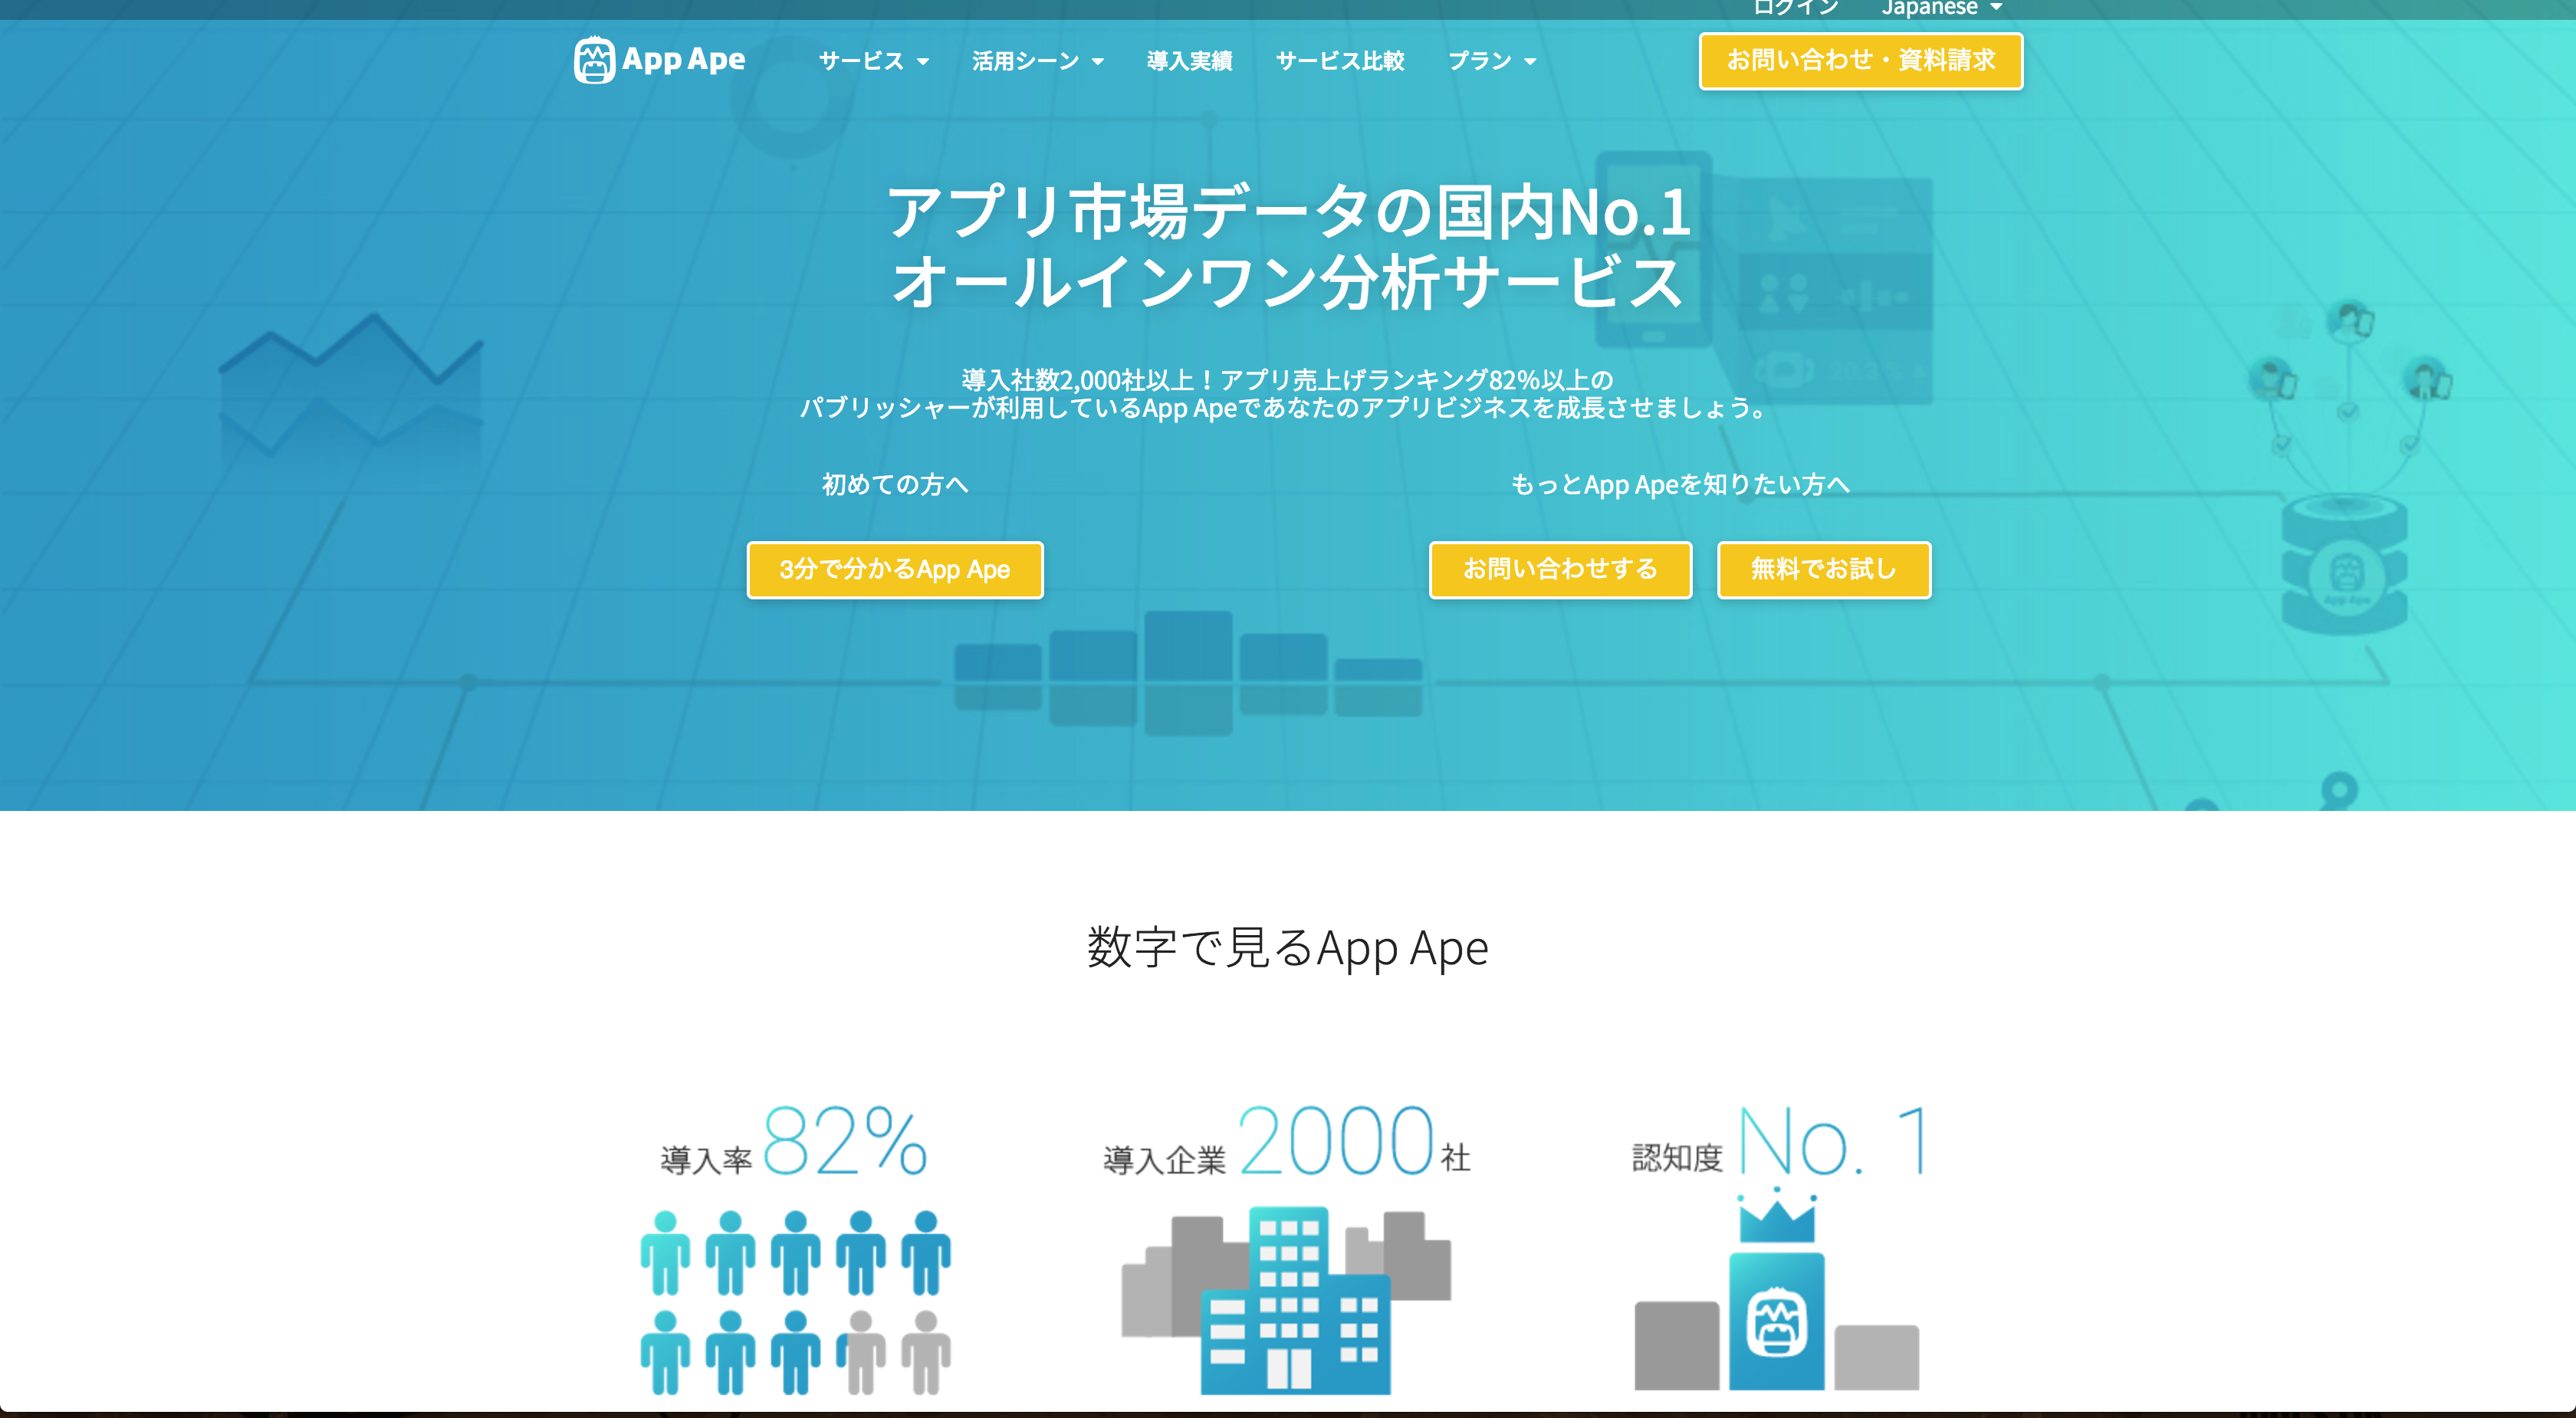 ログイン
Japanese
App Ape
サービス
活用シーン
導入実績
サービス比較
プラン
お問い合わせ・資料請求
アプリ市場データの国内No.1
オールインワン分析サービス
導入社数2,000社以上！アプリ売上げランキング82%以上の
パブリッシャーが利用しているApp Apeであなたのアプリビジネスを成長させましょう。
初めての方へ
もっとApp Apeを知りたい方へ
3分で分かるApp Ape
お問い合わせする
無料でお試し
App Ape
数字で見るApp Ape
導入率 82%
導入企業 2000 社
認知度 No. 1